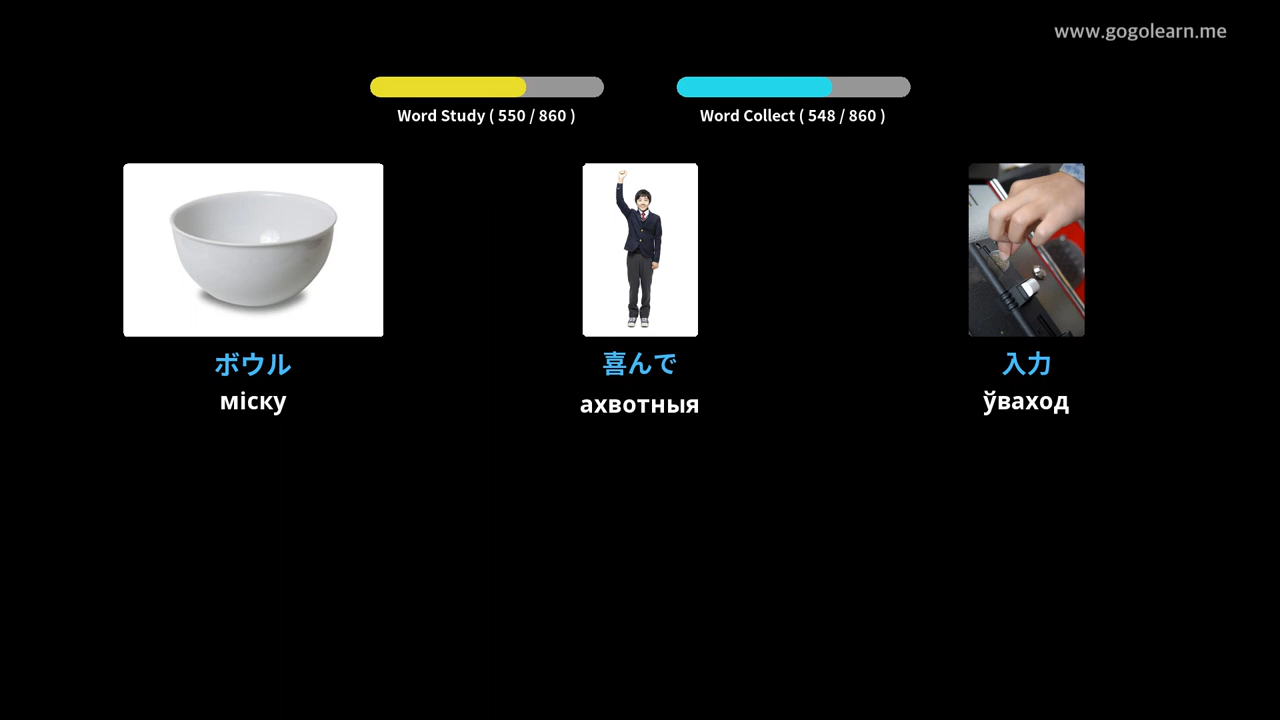 www.gogolearn.me
Word Study ( 550 / 860 )
Word Collect ( 548 / 860 )
ボウル
міску
喜んで
ахвотныя
入力
ўваход